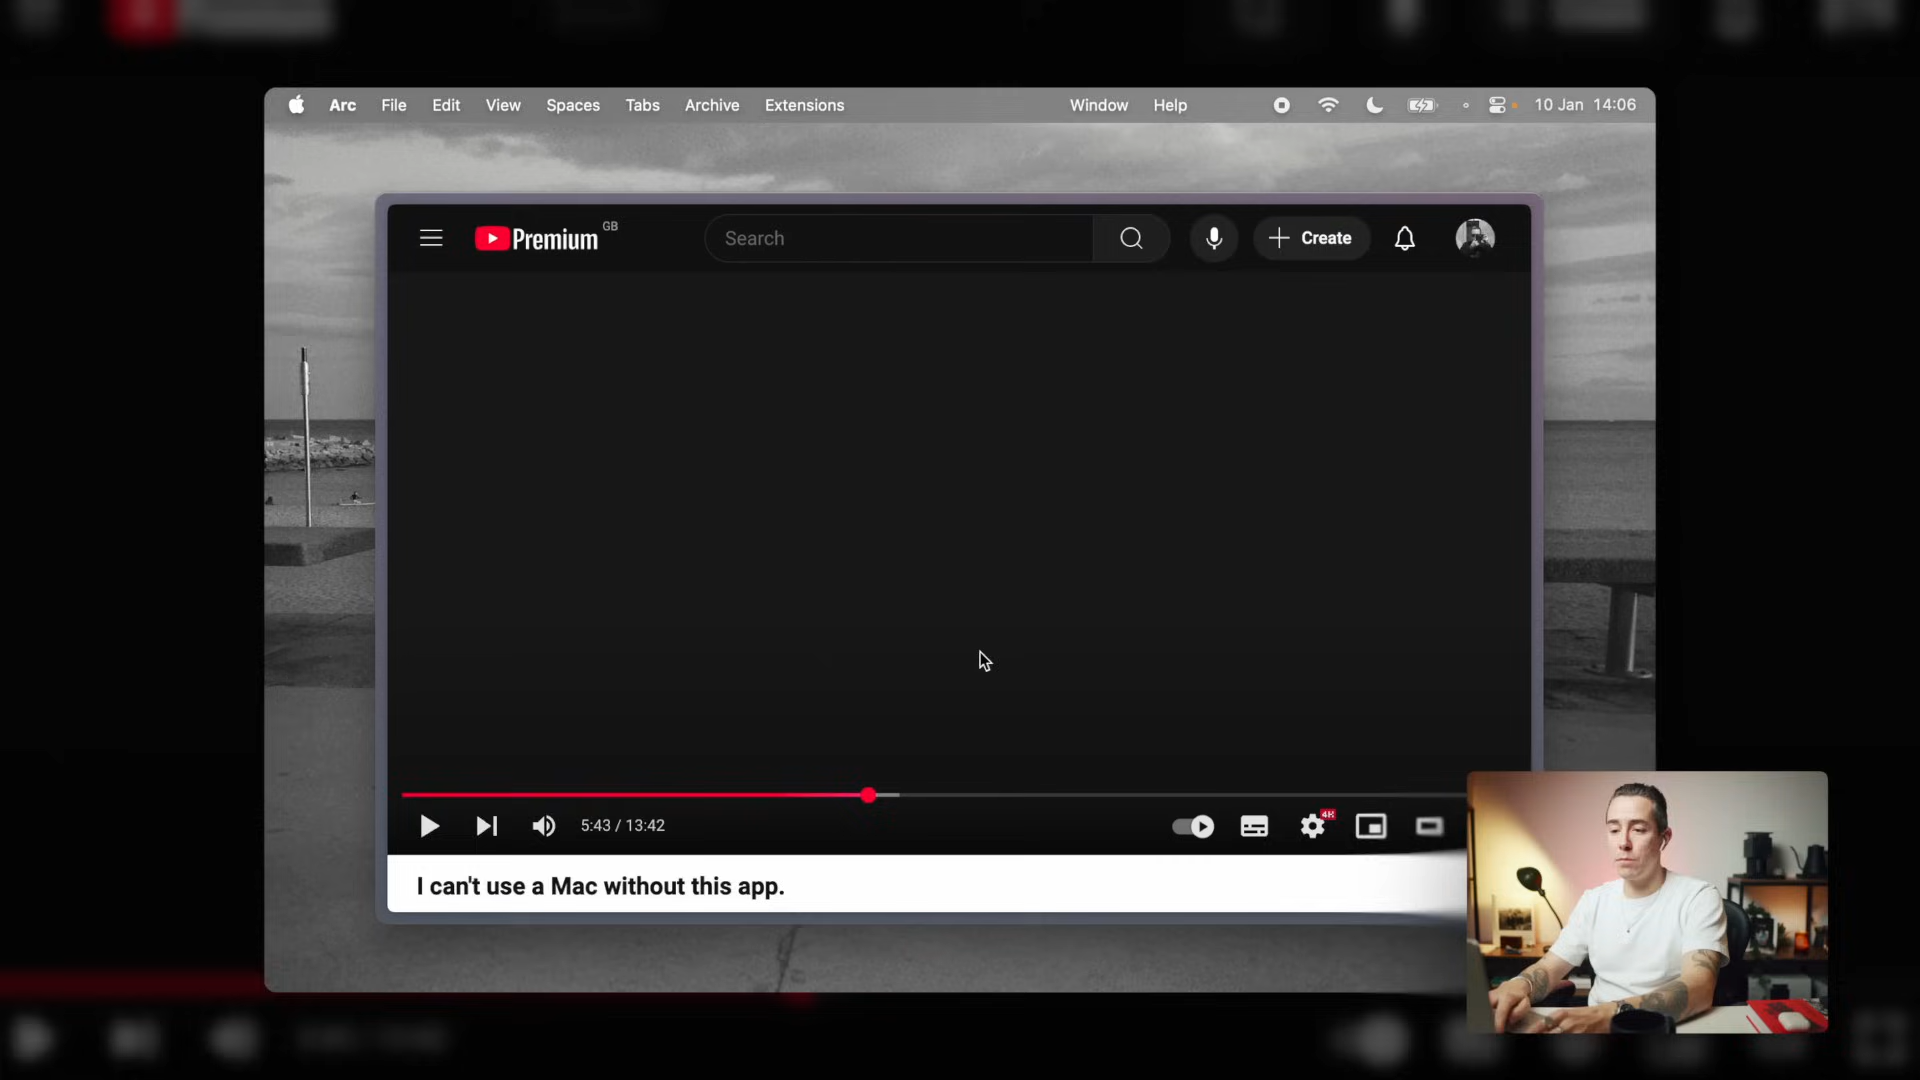 Arc File Edit View Spaces Tabs Archive Extensions Window Help 10 Jan 14:06
Premium GB Search Create
5:43 / 13:42 4K
I can't use a Mac without this app.